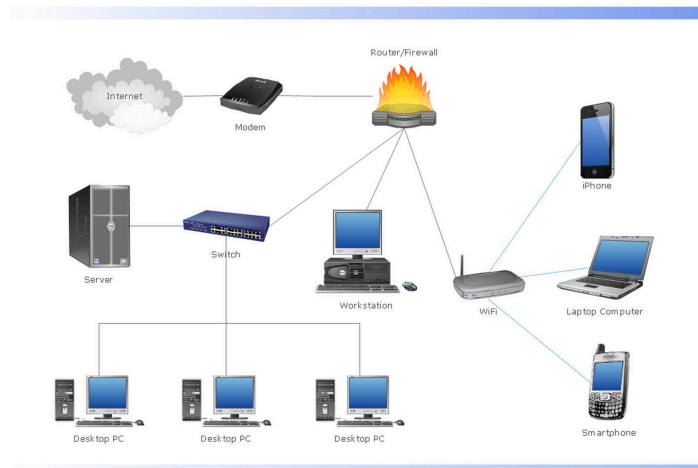 Router/Firewall
Internet
Modem
iPhone
Switch
Server
Workstation
WiFi
Laptop Computer
Desktop PC
Desktop PC
Desktop PC
Smartphone